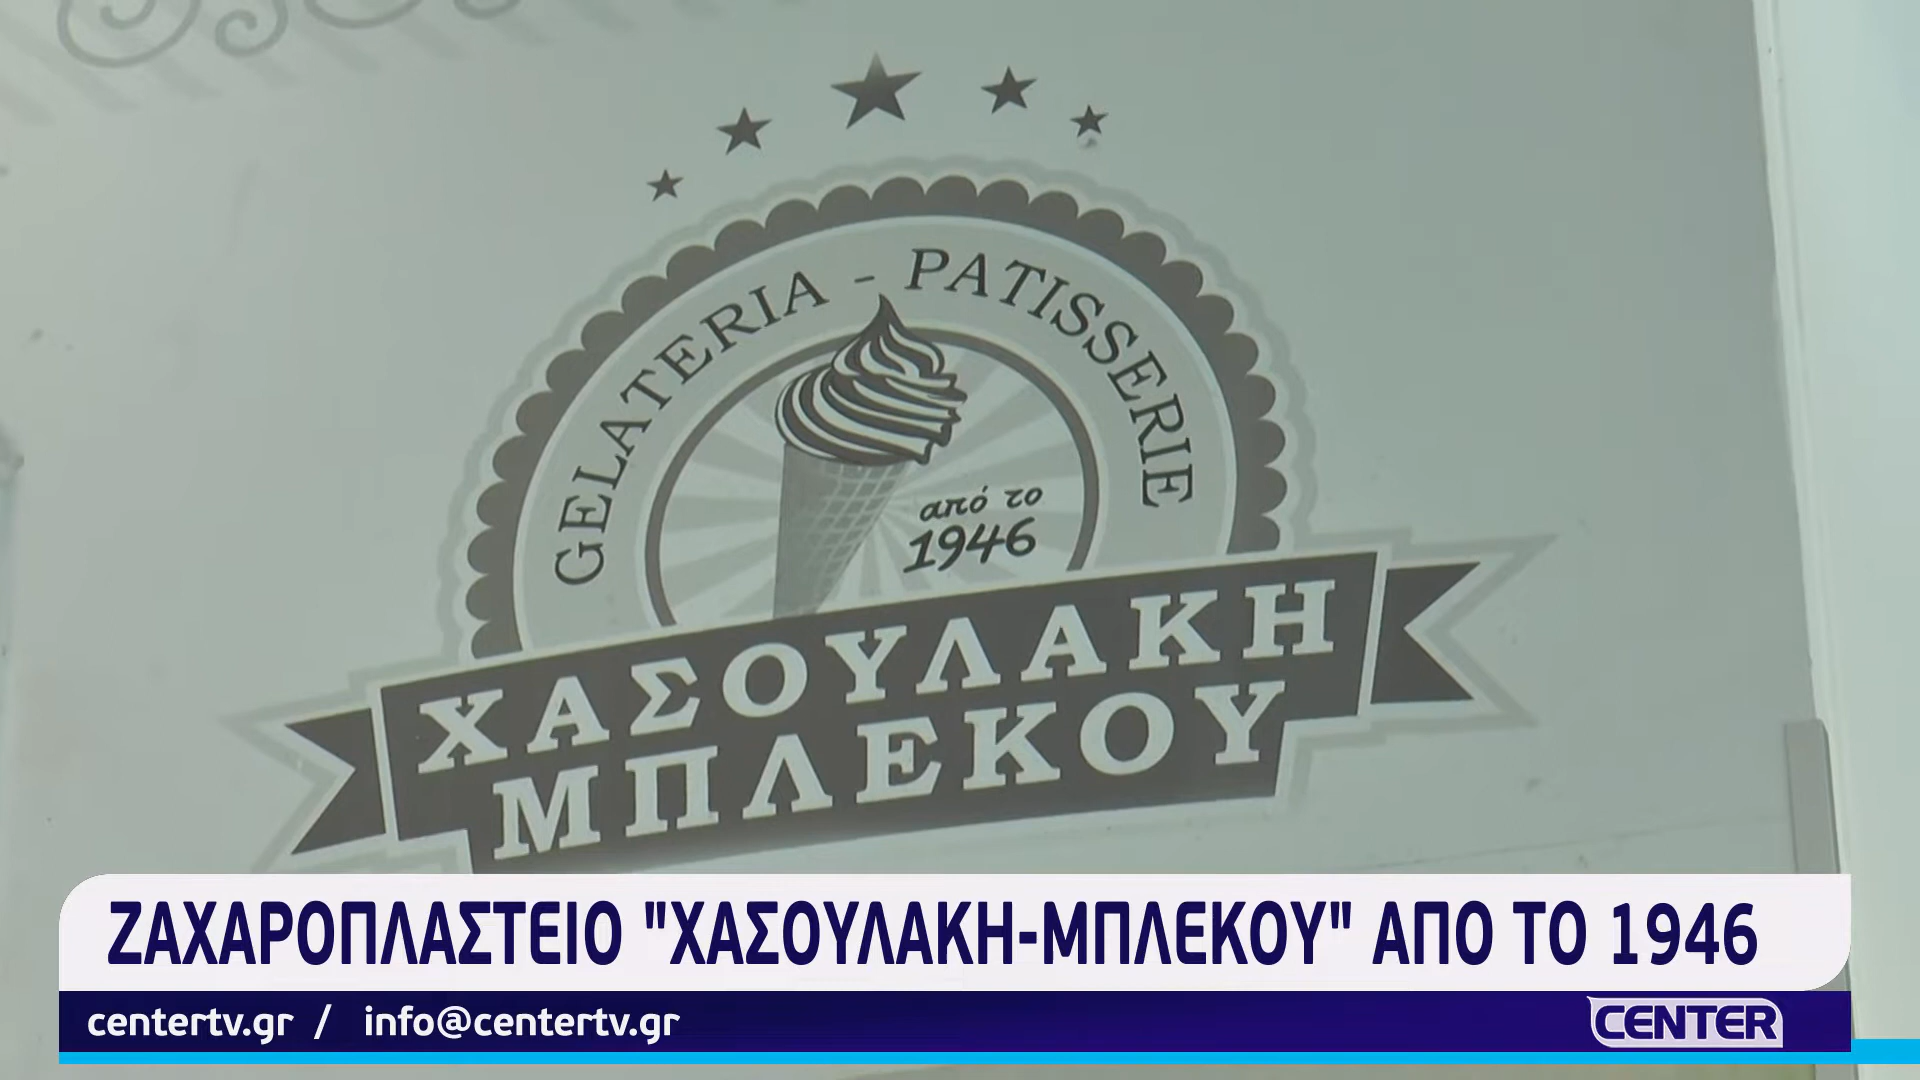 GELATERIA - PATISSERIE
από το
1946
ΧΑΣΟΥΛΑΚΗ
ΜΠΛΕΚΟΥ
ΖΑΧΑΡΟΠΛΑΣΤΕΙΟ "ΧΑΣΟΥΛΑΚΗ-ΜΠΛΕΚΟΥ" ΑΠΟ ΤΟ 1946
centertv.gr / info@centertv.gr
CENTER